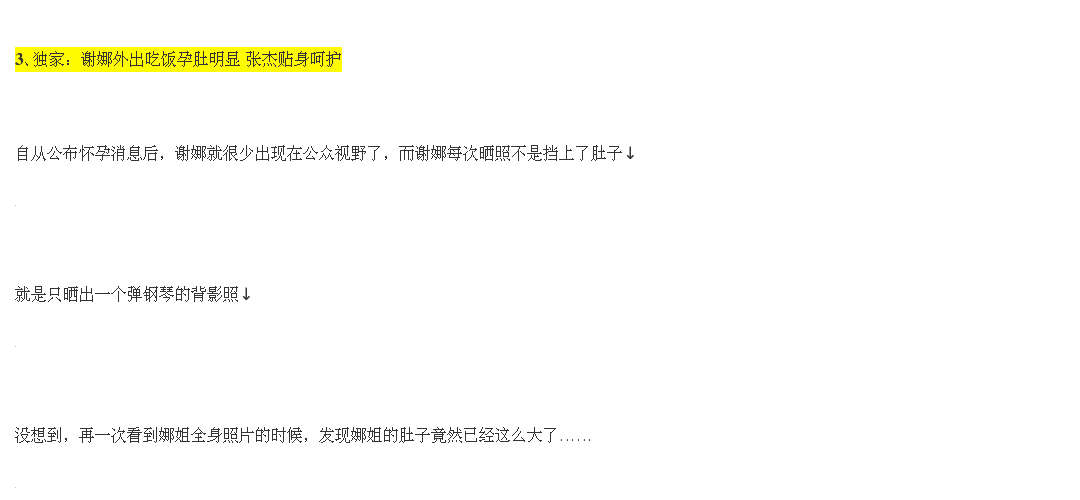 3、独家：谢娜外出吃饭孕肚明显 张杰贴身呵护
自从公布怀孕消息后，谢娜就很少出现在公众视野了，而谢娜每次晒照不是挡上了肚子↓
就是只晒出一个弹钢琴的背影照↓
没想到，再一次看到娜姐全身照片的时候，发现娜姐的肚子竟然已经这么大了……